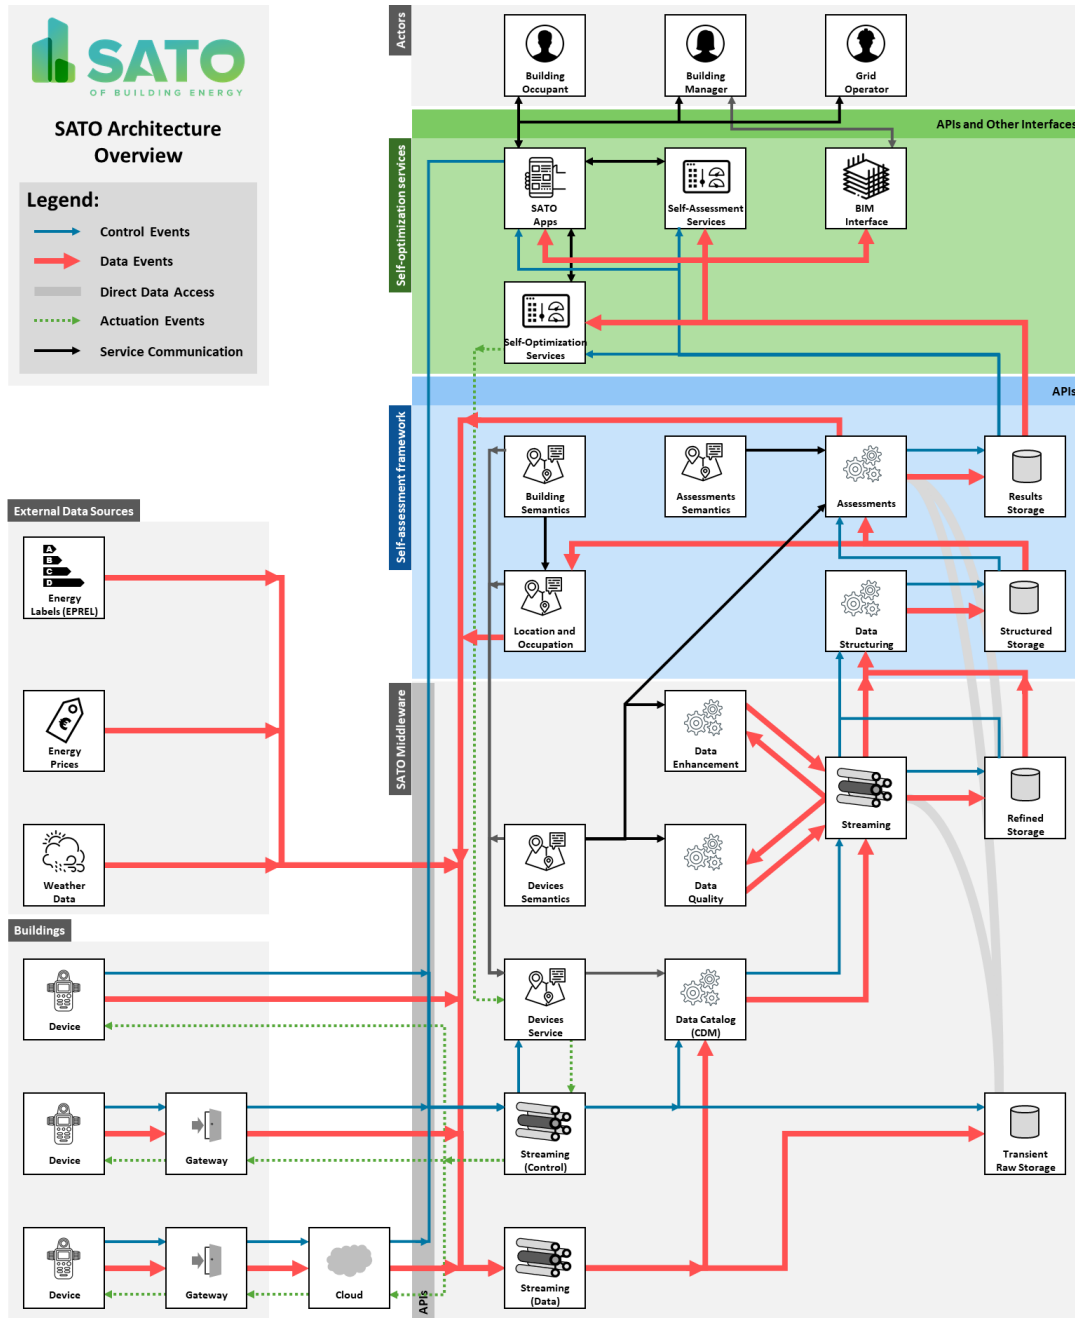 SATO
OF BUILDING ENERGY
SATO Architecture
Overview
Legend:
Control Events
Data Events
Direct Data Access
Actuation Events
Service Communication
Actors
Building
Occupant
Building
Manager
Grid
Operator
APIs and Other Interfaces
Self-optimization services
SATO
Apps
Self-Assessment
Services
BIM
Interface
Self-Optimization
Services
APIs
Self-assessment framework
Building
Semantics
Assessments
Semantics
Assessments
Results
Storage
Location and
Occupation
Data
Structuring
Structured
Storage
External Data Sources
A
B
C
D
Energy
Labels (EPREL)
€
Energy
Prices
Weather
Data
SATO Middleware
Data
Enhancement
Streaming
Refined
Storage
Devices
Semantics
Data
Quality
Buildings
Device
Devices
Service
Data Catalog
(CDM)
Device
Gateway
Streaming
(Control)
Transient
Raw Storage
Device
Gateway
Cloud
APIs
Streaming
(Data)